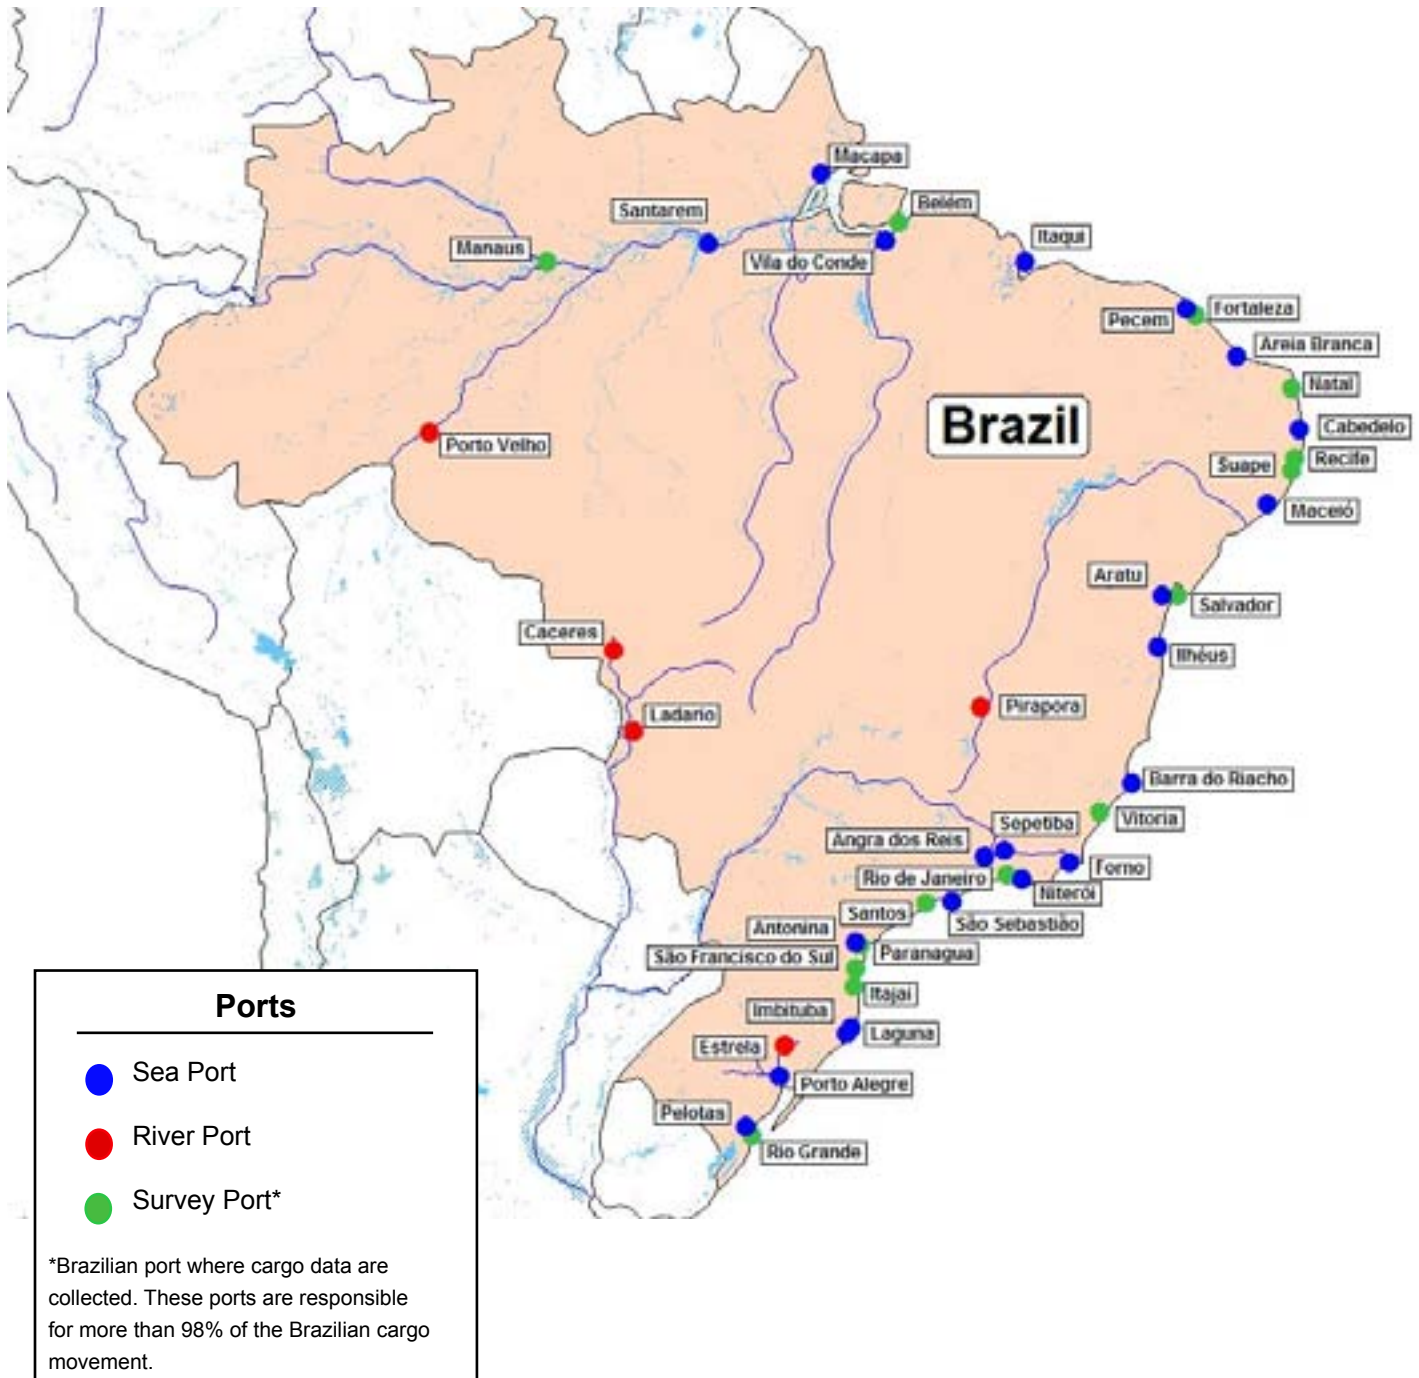 Macapa
Belém
Santarem
Itaqui
Manaus
Vila do Conde
Fortaleza
Pecem
Areia Branca
Natal
Brazil
Cabedelo
Porto Velho
Recife
Suape
Maceió
Aratu
Salvador
Caceres
Ilhéus
Ladario
Pirapora
Barra do Riacho
Vitoria
Sepetiba
Angra dos Reis
Forno
Rio de Janeiro
Niterói
Santos
São Sebastião
Antonina
Paranagua
São Francisco do Sul
Itajai
Imbituba
Laguna
Estrela
Porto Alegre
Pelotas
Rio Grande
Ports
Sea Port
River Port
Survey Port*
*Brazilian port where cargo data are
collected. These ports are responsible
for more than 98% of the Brazilian cargo
movement.